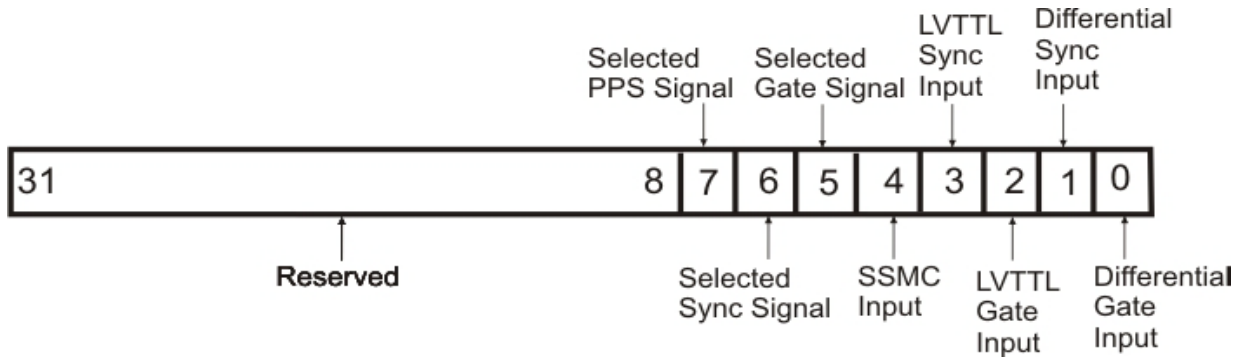 Selected
PPS Signal
Selected
Gate Signal
LVTTL
Sync
Input
Differential
Sync
Input
31 8 7 6 5 4 3 2 1 0
Reserved
Selected
Sync Signal
SSMC
Input
LVTTL
Gate
Input
Differential
Gate
Input